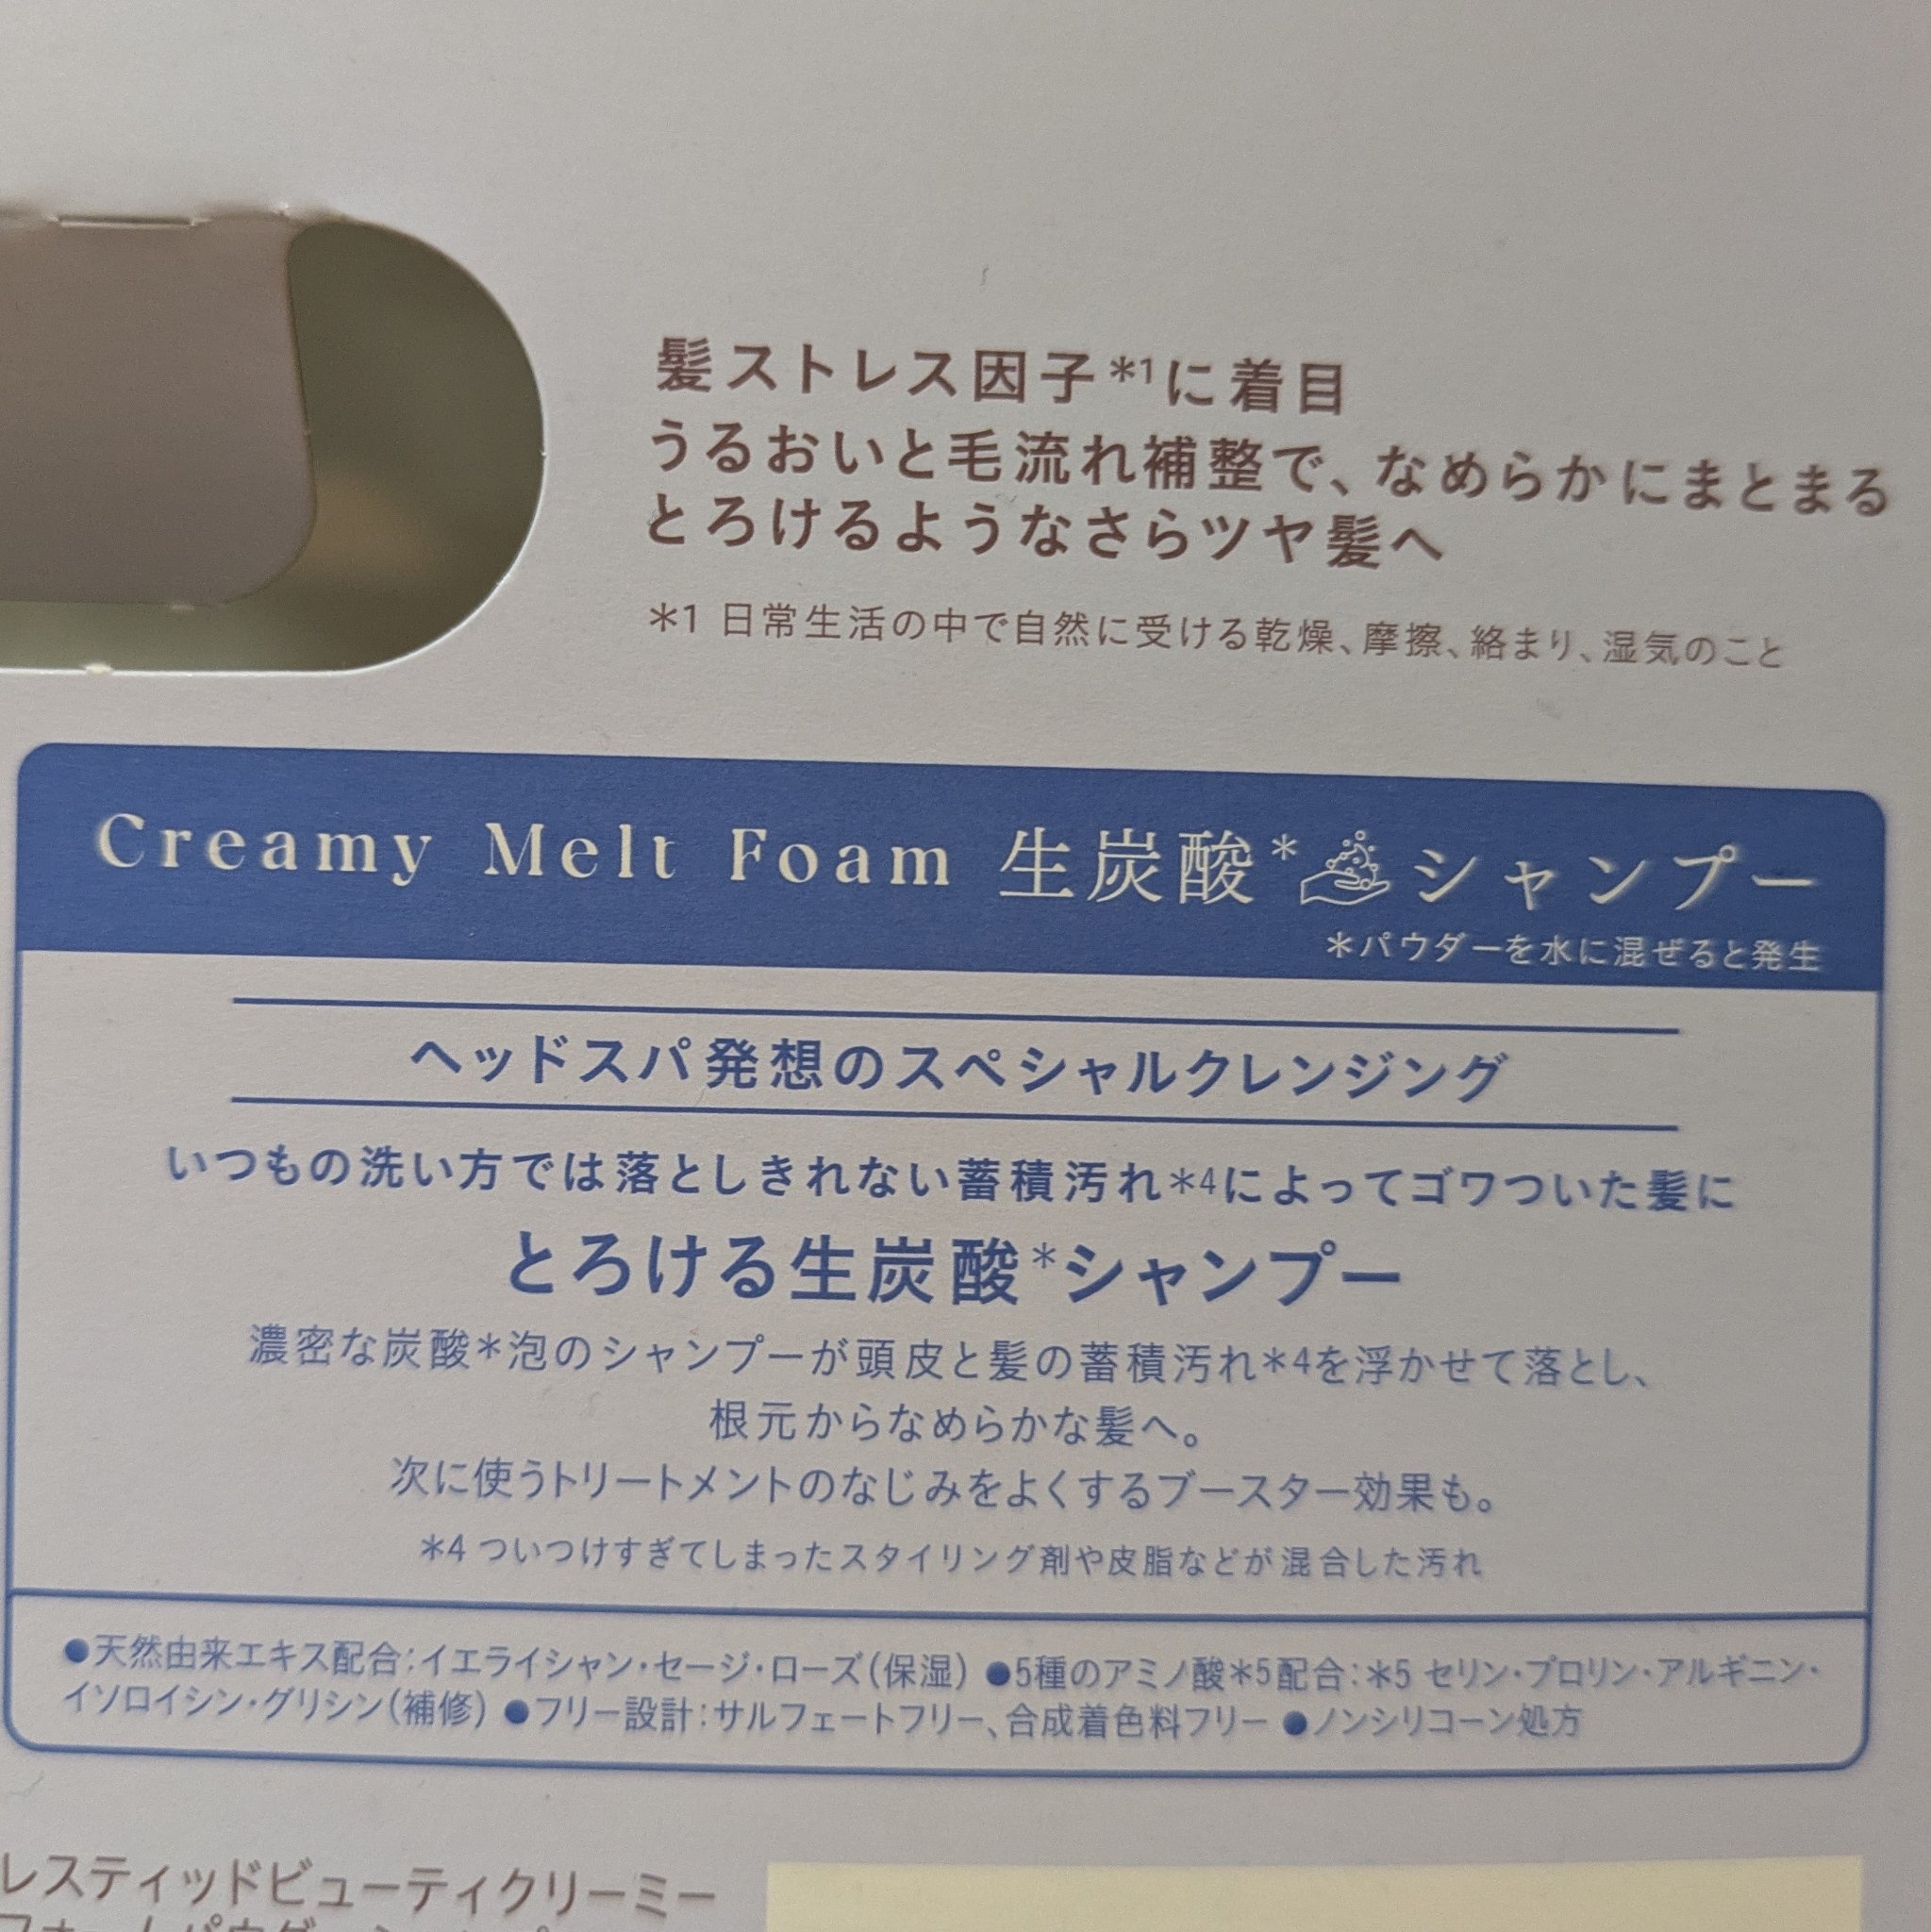 髪ストレス因子*1に着目
うるおいと毛流れ補整で、なめらかにまとまる
とろけるようなさらツヤ髪へ
*1 日常生活の中で自然に受ける乾燥、摩擦、絡まり、湿気のこと
Creamy Melt Foam 生炭酸*シャンプー
*パウダーを水に混ぜると発生
ヘッドスパ発想のスペシャルクレンジング
いつもの洗い方では落としきれない蓄積汚れ*4によってゴワついた髪に
とろける生炭酸*シャンプー
濃密な炭酸*泡のシャンプーが頭皮と髪の蓄積汚れ*4を浮かせて落とし、
根元からなめらかな髪へ。
次に使うトリートメントのなじみをよくするブースター効果も。
*4 ついつけすぎてしまったスタイリング剤や皮脂などが混合した汚れ
●天然由来エキス配合:イエライシャン・セージ・ローズ(保湿) ●5種のアミノ酸*5配合:*5 セリン・プロリン・アルギニン・
イソロイシン・グリシン(補修) ●フリー設計:サルフェートフリー、合成着色料フリー ●ノンシリコーン処方
レスティッドビューティクリーミー